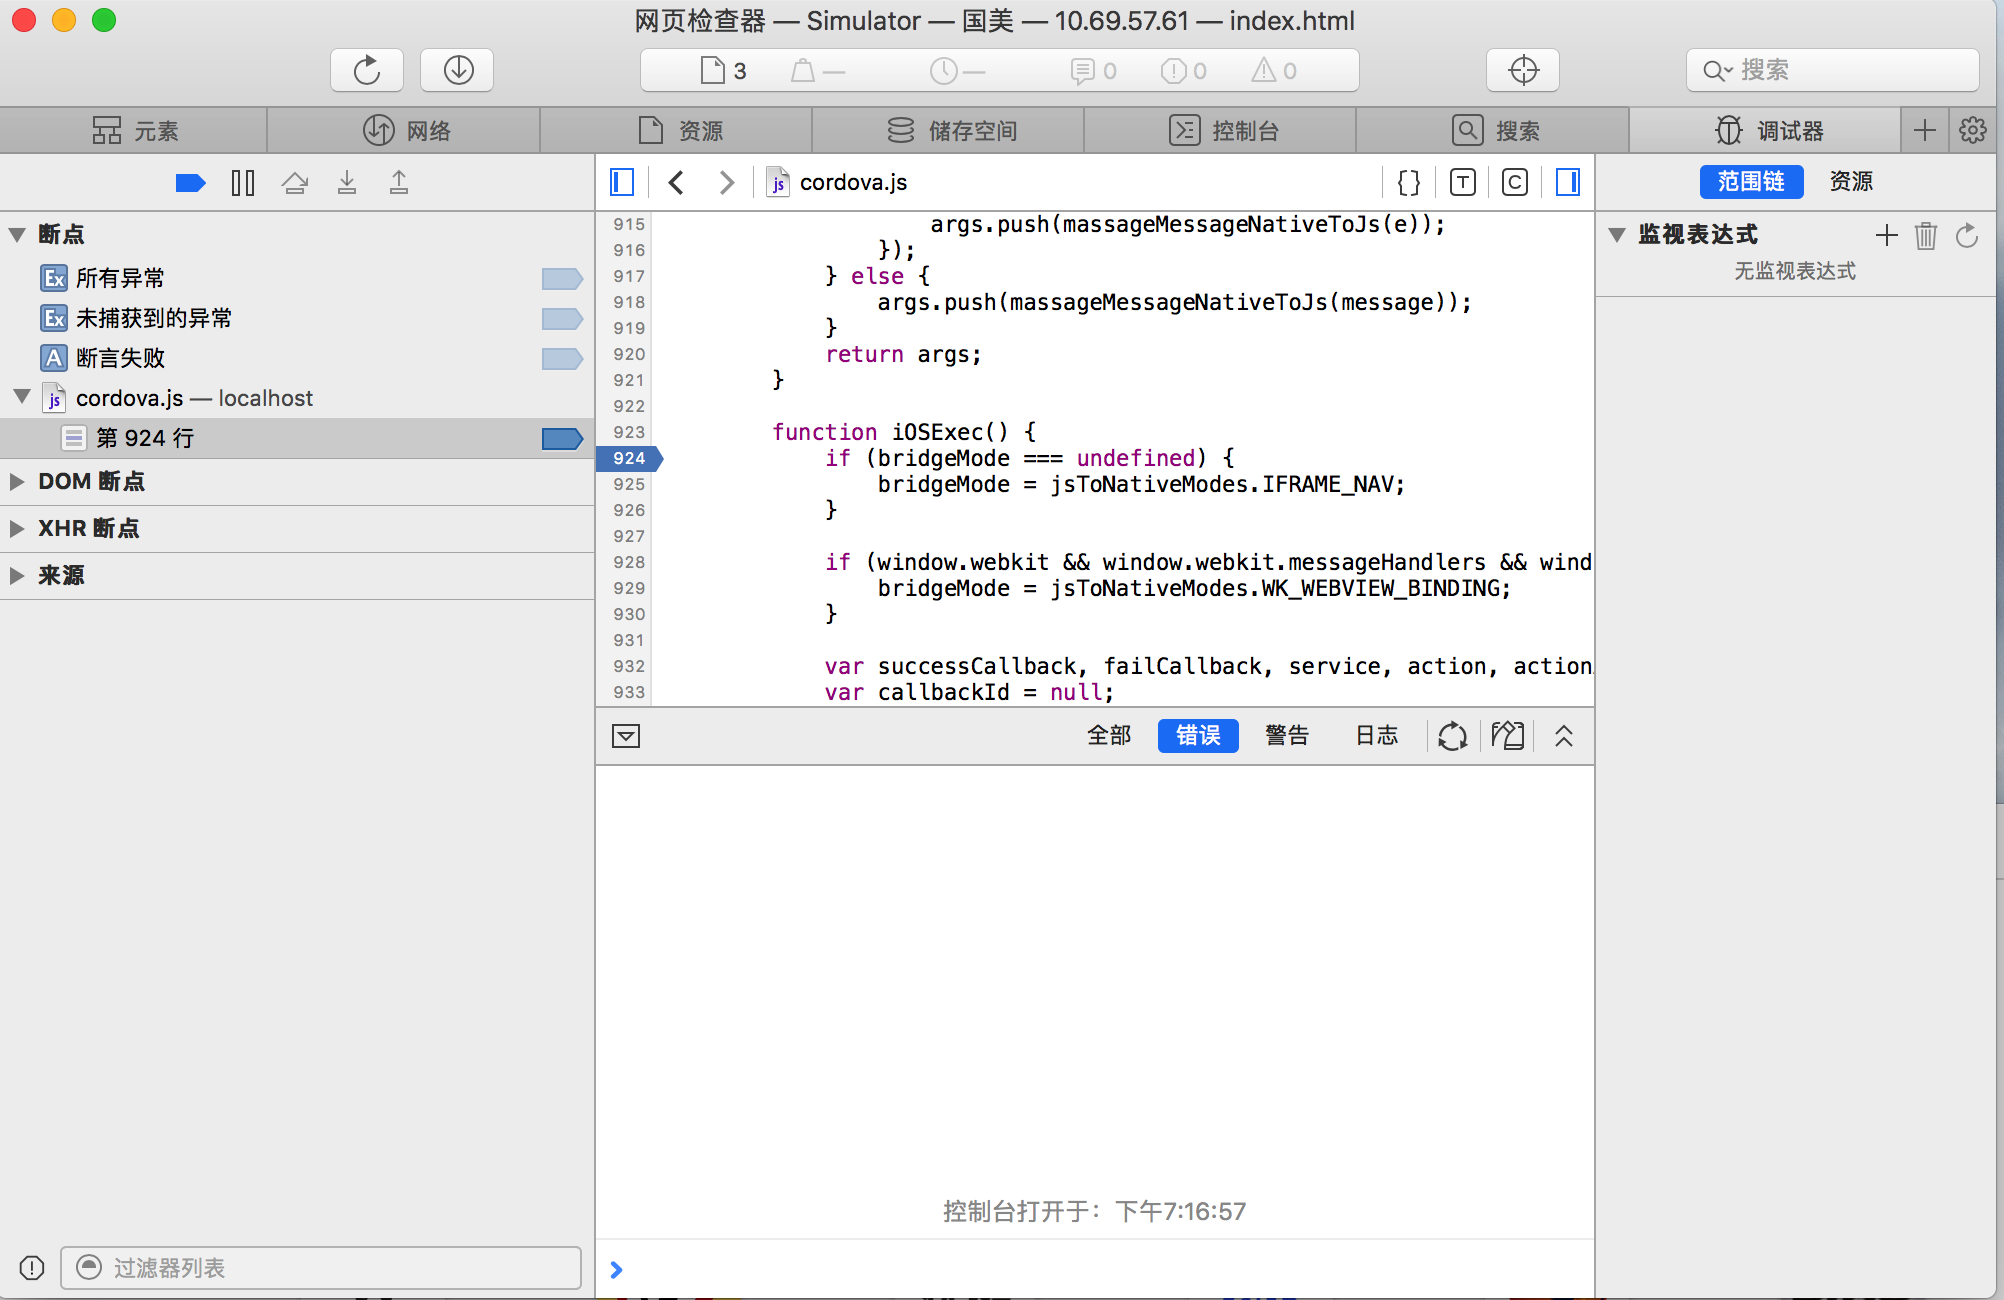 网页检查器 — Simulator — 国美 — 10.69.57.61 — index.html
3 — — 0 0 0 搜索
元素 网络 资源 储存空间 控制台 搜索 调试器
cordova.js
范围链 资源
断点
所有异常
未捕获到的异常
断言失败
cordova.js — localhost
第 924 行
DOM 断点
XHR 断点
来源
过滤器列表
915 args.push(massageMessageNativeToJs(e));
916 });
917 } else {
918 args.push(massageMessageNativeToJs(message));
919 }
920 return args;
921 }
922
923 function iOSExec() {
924 if (bridgeMode === undefined) {
925 bridgeMode = jsToNativeModes.IFRAME_NAV;
926 }
927
928 if (window.webkit && window.webkit.messageHandlers && wind
929 bridgeMode = jsToNativeModes.WK_WEBVIEW_BINDING;
930 }
931
932 var successCallback, failCallback, service, action, action
933 var callbackId = null;
全部 错误 警告 日志
控制台打开于：下午7:16:57
监视表达式
无监视表达式